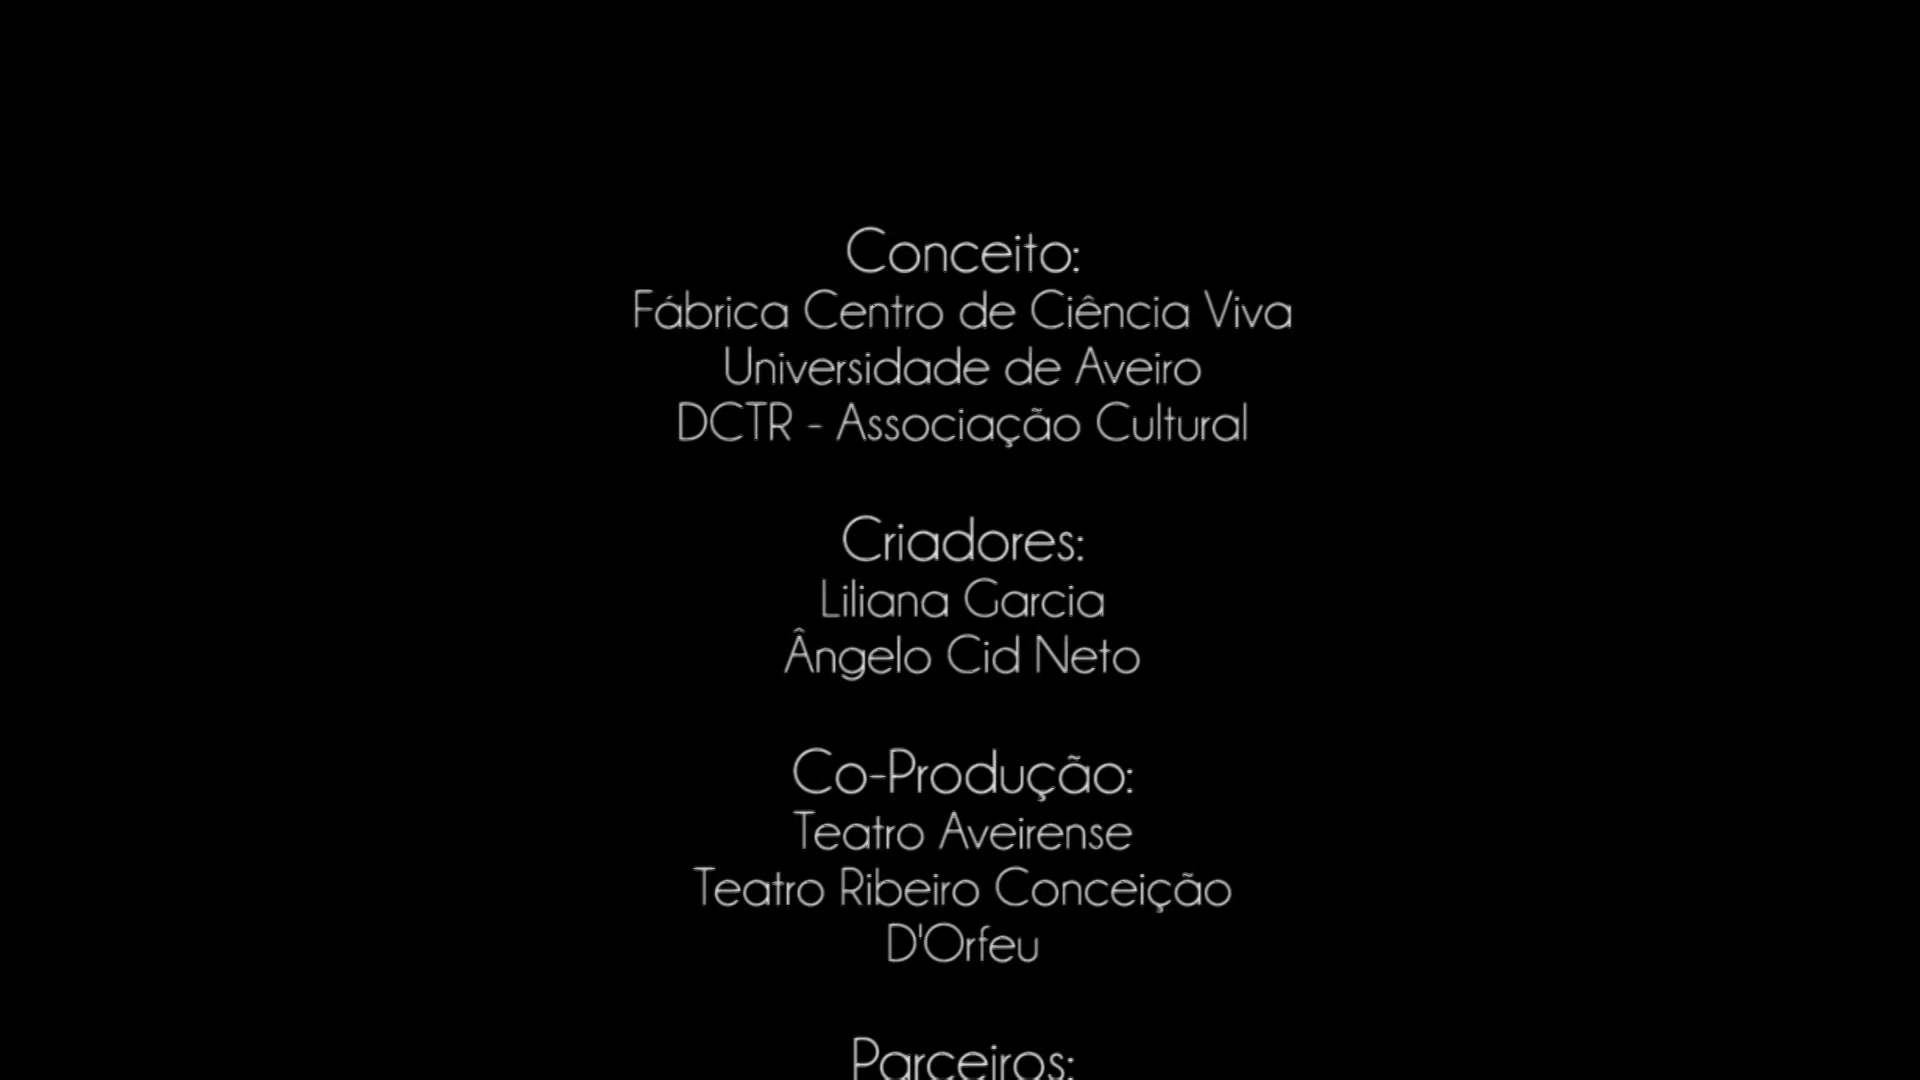 Conceito:
Fábrica Centro de Ciência Viva
Universidade de Aveiro
DCTR - Associação Cultural
Criadores:
Liliana Garcia
Ângelo Cid Neto
Co-Produção:
Teatro Aveirense
Teatro Ribeiro Conceição
D'Orfeu
Parceiros: